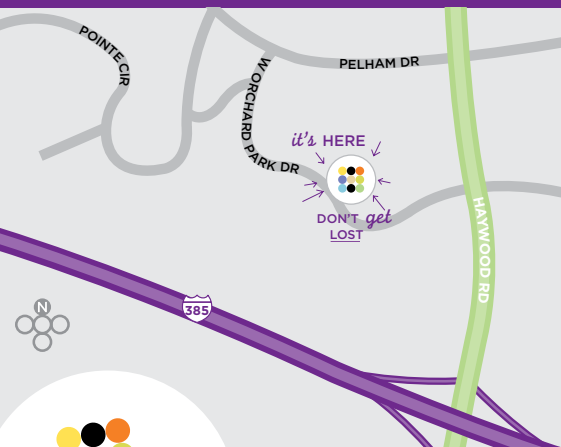 POINTE CIR
PELHAM DR
W ORCHARD PARK DR
it's HERE
DON'T get
LOST
HAYWOOD RD
385
N